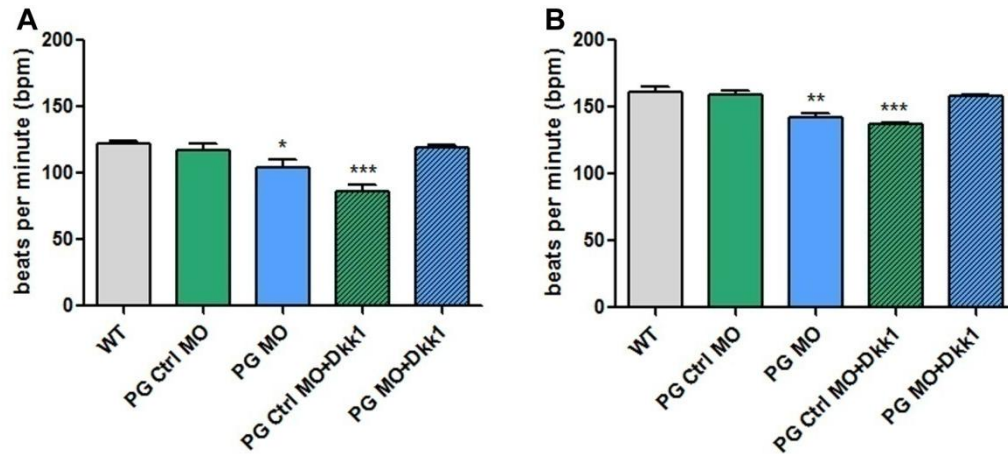 A
beats per minute (bpm)
200
150
100
50
0
*
***
WT
PG Ctrl MO
PG MO
PG Ctrl MO+Dkk1
PG MO+Dkk1
B
beats per minute (bpm)
200
150
100
50
0
**
***
WT
PG Ctrl MO
PG MO
PG Ctrl MO+Dkk1
PG MO+Dkk1